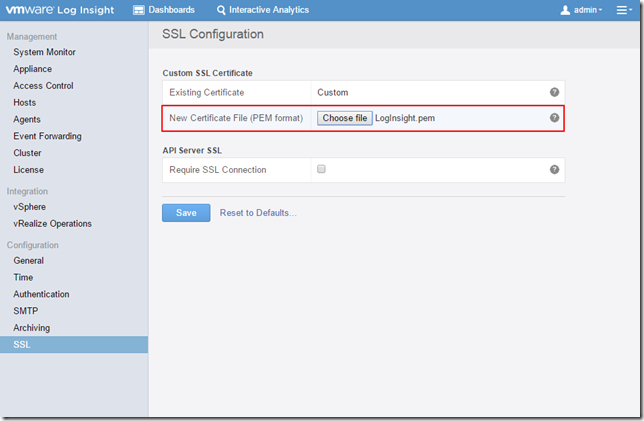 vmware Log Insight
Dashboards
Interactive Analytics
admin
Management
System Monitor
Appliance
Access Control
Hosts
Agents
Event Forwarding
Cluster
License
Integration
vSphere
vRealize Operations
Configuration
General
Time
Authentication
SMTP
Archiving
SSL
SSL Configuration
Custom SSL Certificate
Existing Certificate Custom ?
New Certificate File (PEM format) Choose file LogInsight.pem ?
API Server SSL
Require SSL Connection ?
Save Reset to Defaults...